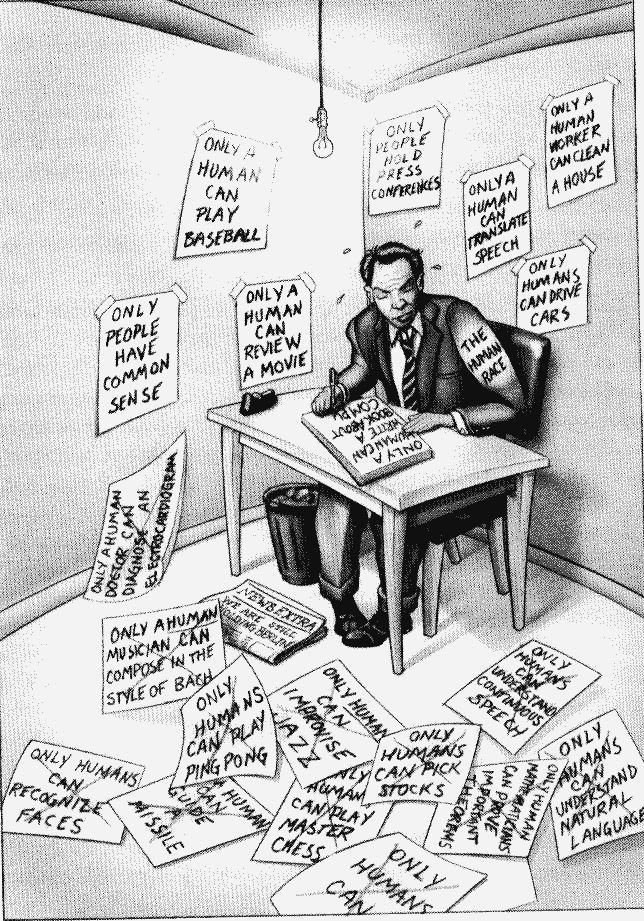 ONLY A
HUMAN
CAN
PLAY
BASEBALL
ONLY
PEOPLE
HOLD
PRESS
CONFERENCES
ONLY A
HUMAN
WORKER
CAN CLEAN
A HOUSE
ONLY A
HUMAN
CAN
TRANSLATE
SPEECH
ONLY
HUMANS
CAN DRIVE
CARS
ONLY
PEOPLE
HAVE
COMMON
SENSE
ONLY A
HUMAN
CAN
REVIEW
A MOVIE
THE
HUMAN
RACE
ONLY A
HUMAN CAN
WRITE A
BOOK ABOUT
COMPU
ONLY A HUMAN
DOCTOR CAN
DIAGNOSE AN
ELECTROCARDIOGRAM
NEWS EXTRA
WE ARE STILL
ONLY A HUMAN
MUSICIAN CAN
COMPOSE IN THE
STYLE OF BACH
ONLY
HUMANS
CAN PLAY
PING PONG
ONLY HUMANS
CAN
IMPROVISE
JAZZ
ONLY
HUMANS
CAN
UNDERSTAND
CONTINUOUS
SPEECH
ONLY HUMANS
CAN
RECOGNIZE
FACES
A HUMAN
CAN
GUIDE
A
MISSILE
ONLY
HUMANS
CAN PLAY
MASTER
CHESS
ONLY
HUMANS
CAN PICK
STOCKS
ONLY HUMAN
MATHEMATICIANS
CAN PROVE
IMPORTANT
THEOREMS
ONLY
HUMANS
CAN
UNDERSTAND
NATURAL
LANGUAGE
ONLY
HUMANS
CAN